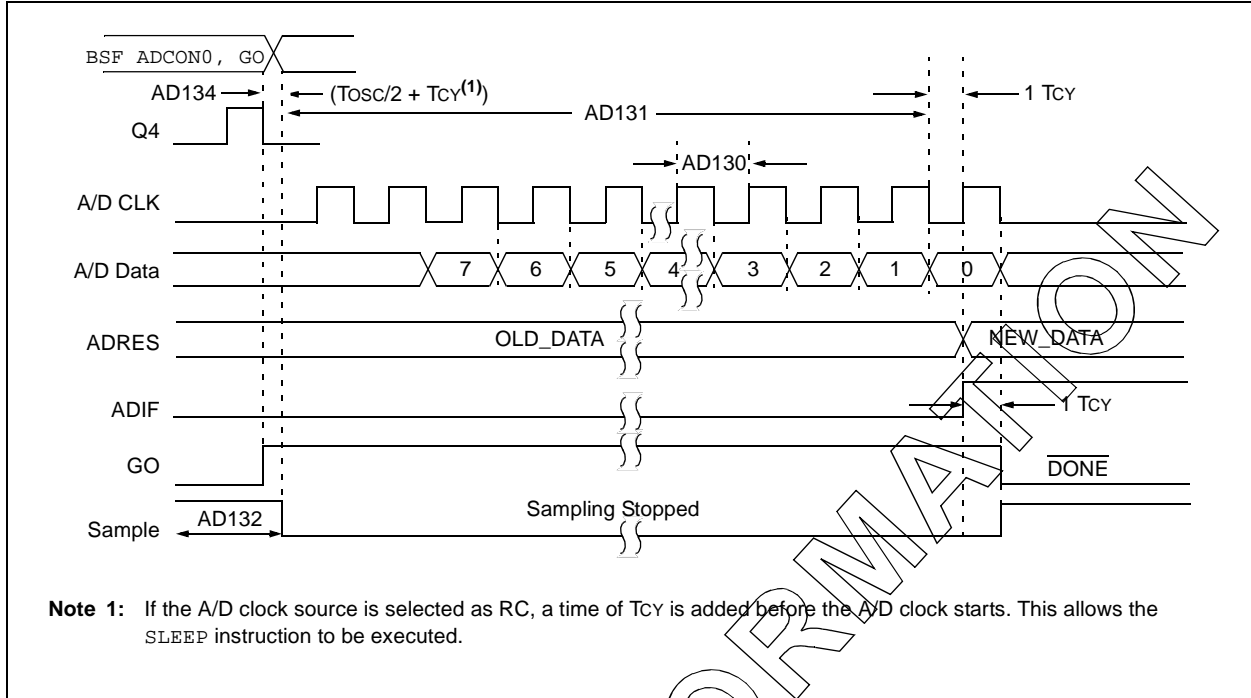 BSF ADCON0, GO
AD134 (TOSC/2 + TCY(1)) 1 TCY
AD131
Q4
AD130
A/D CLK
A/D Data 7 6 5 4 3 2 1 0
ADRES OLD_DATA NEW_DATA
ADIF 1 TCY
GO DONE
Sample AD132 Sampling Stopped
Note 1: If the A/D clock source is selected as RC, a time of TCY is added before the A/D clock starts. This allows the
SLEEP instruction to be executed.
ORMATION